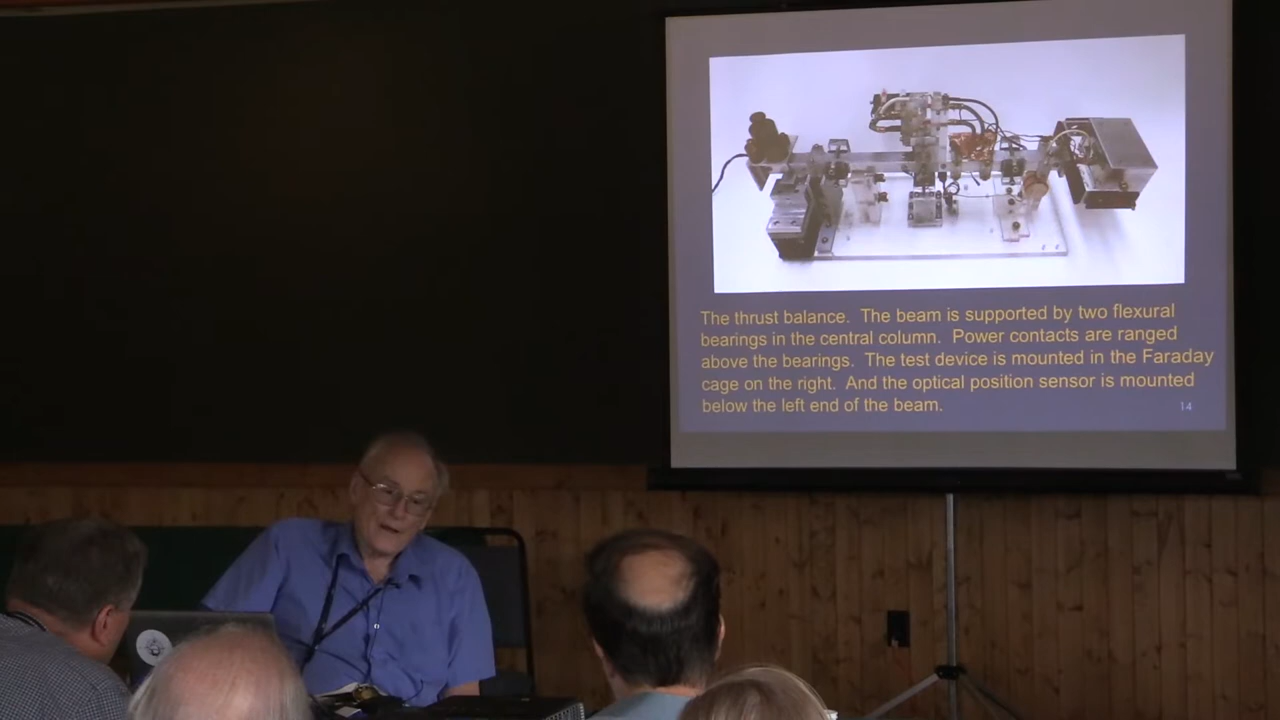 The thrust balance. The beam is supported by two flexural
bearings in the central column. Power contacts are ranged
above the bearings. The test device is mounted in the Faraday
cage on the right. And the optical position sensor is mounted
below the left end of the beam.
14